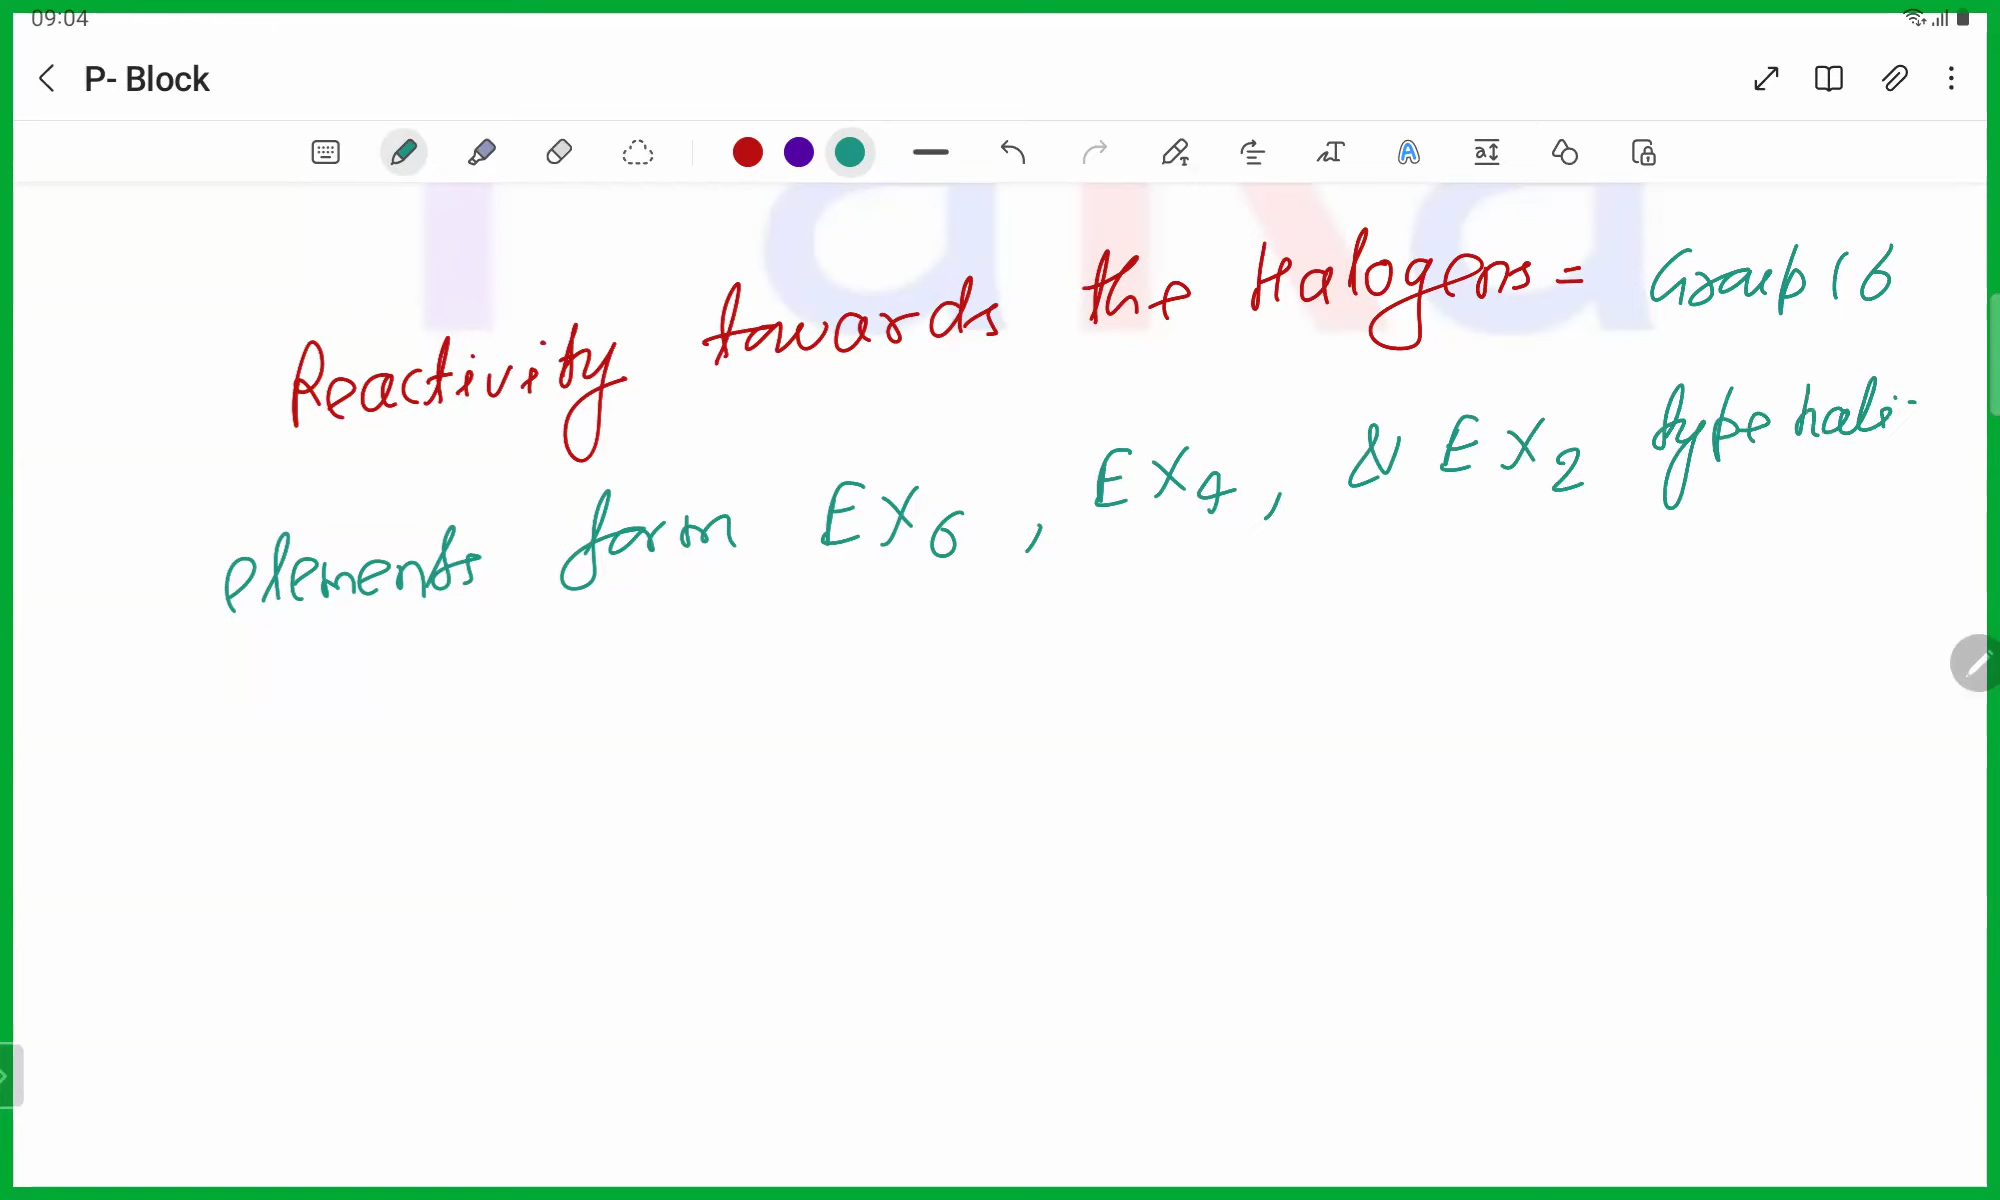 09:04
P- Block
Reactivity towards the Halogens = Group 16
elements form EX6, EX4, & EX2 type hali-